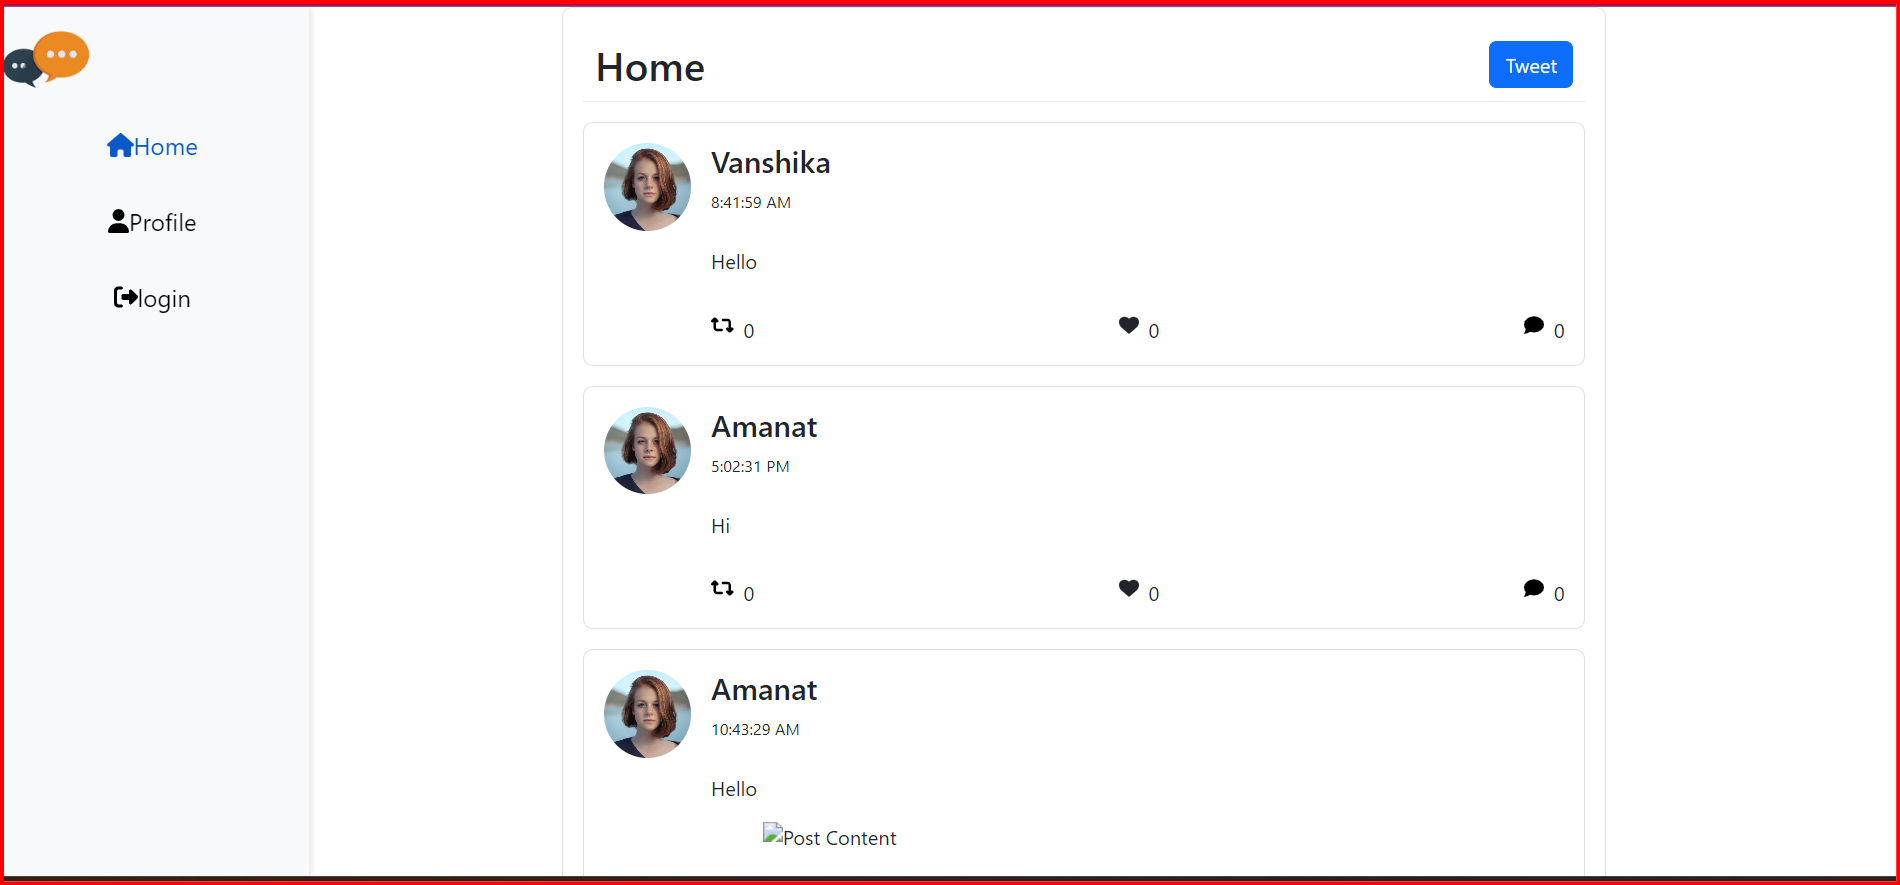 Home
Tweet
Home
Profile
login
Vanshika
8:41:59 AM
Hello
0 0 0
Amanat
5:02:31 PM
Hi
0 0 0
Amanat
10:43:29 AM
Hello
Post Content